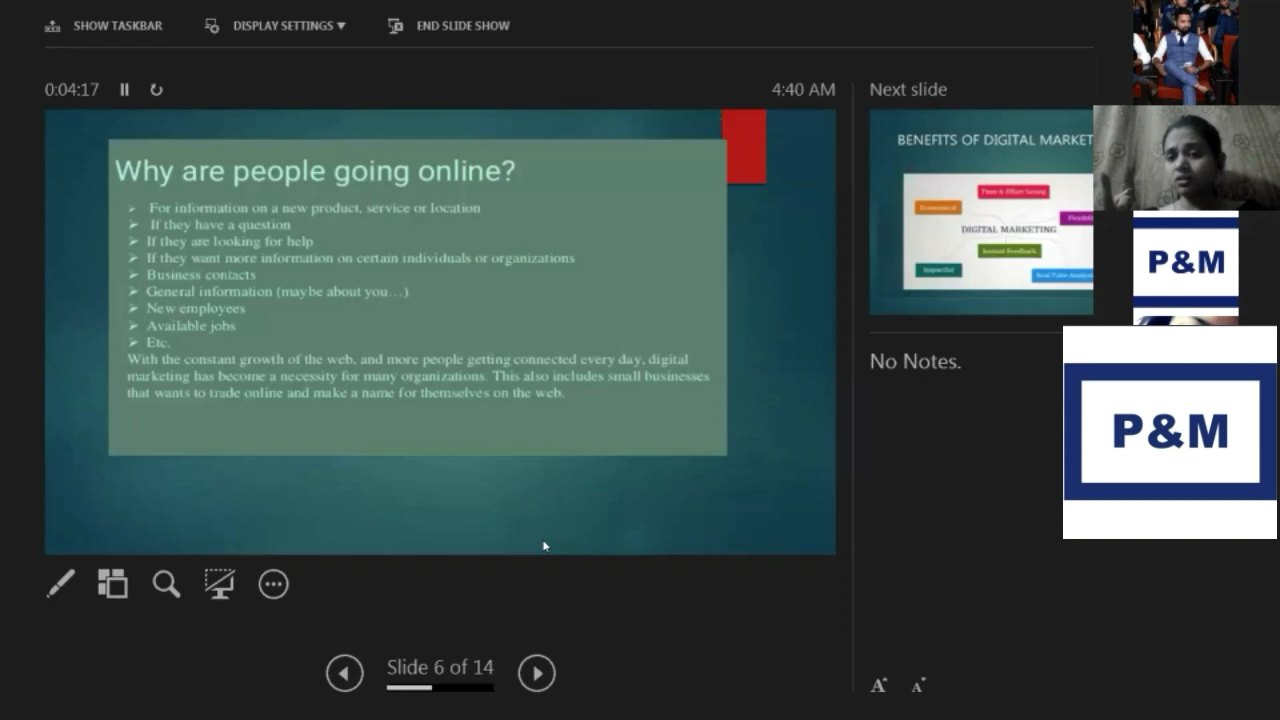 SHOW TASKBAR
DISPLAY SETTINGS ▼
END SLIDE SHOW
0:04:17
4:40 AM
Why are people going online?
➢ For information on a new product, service or location
➢ If they have a question
➢ If they are looking for help
➢ If they want more information on certain individuals or organizations
➢ Business contacts
➢ General information (maybe about you…)
➢ New employees
➢ Available jobs
➢ Etc.
With the constant growth of the web, and more people getting connected every day, digital
marketing has become a necessity for many organizations. This also includes small businesses
that wants to trade online and make a name for themselves on the web.
Slide 6 of 14
Next slide
BENEFITS OF DIGITAL MARKET
Time & Effort Saving
Economical
DIGITAL MARKETING
Instant Feedback
Impactful
No Notes.
A A
P&M
P&M